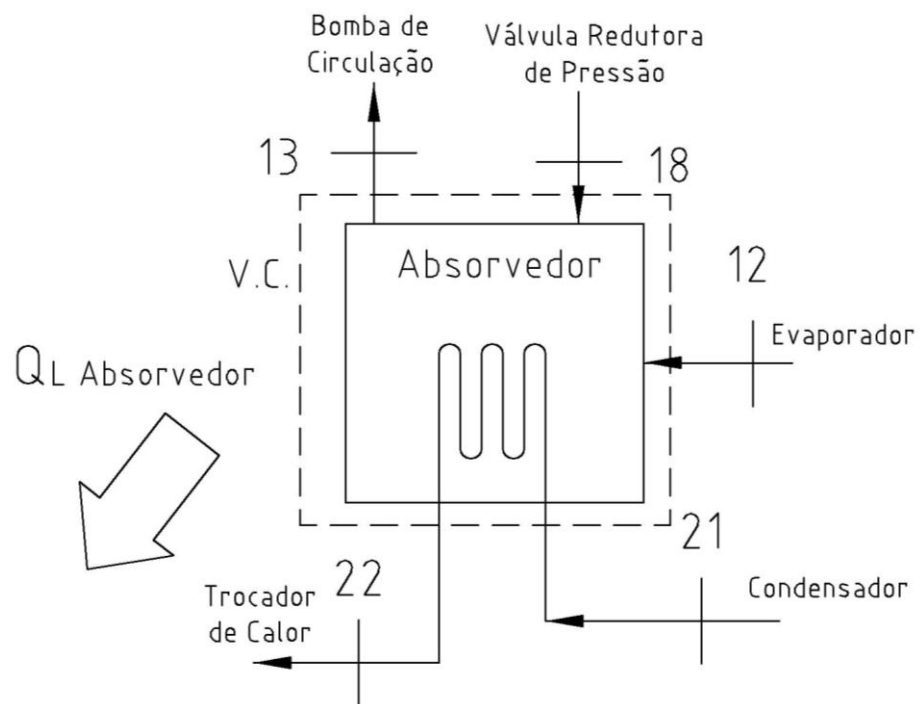 Bomba de
Circulação
Válvula Redutora
de Pressão
13
18
V.C.
Absorvedor
12
Evaporador
QL Absorvedor
21
22
Trocador
de Calor
Condensador